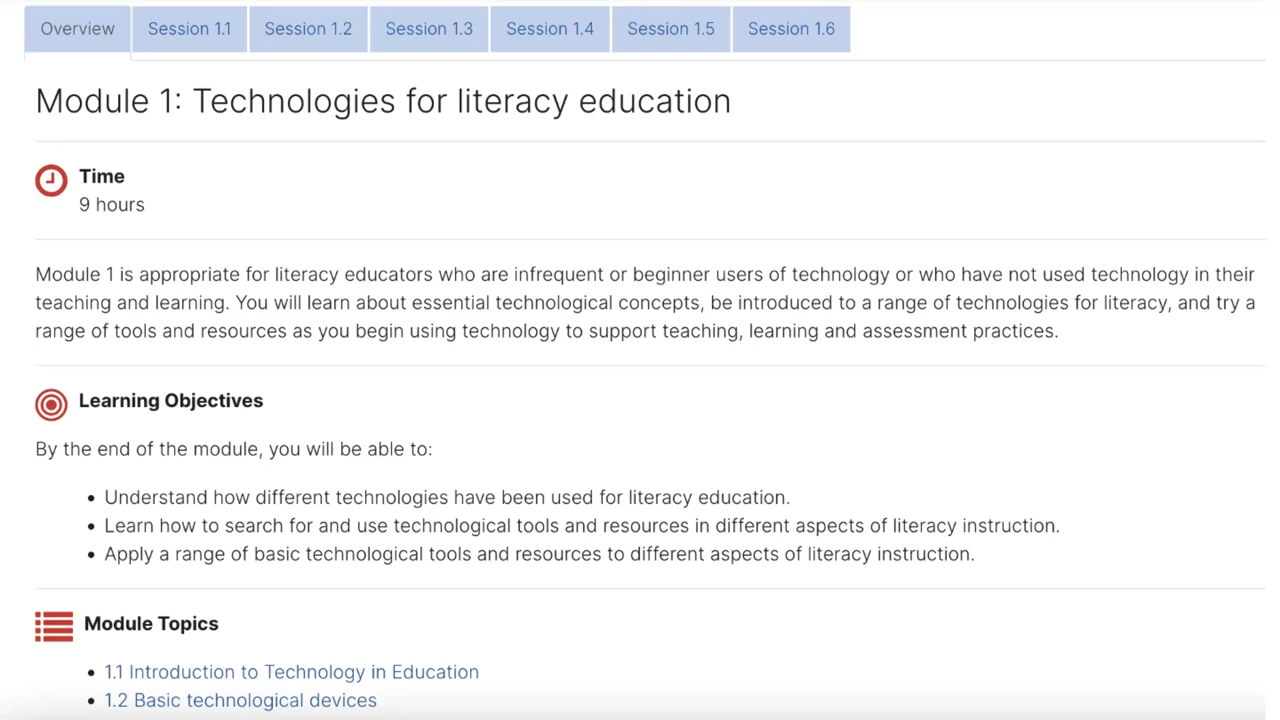 Overview Session 1.1 Session 1.2 Session 1.3 Session 1.4 Session 1.5 Session 1.6
Module 1: Technologies for literacy education
Time
9 hours
Module 1 is appropriate for literacy educators who are infrequent or beginner users of technology or who have not used technology in their
teaching and learning. You will learn about essential technological concepts, be introduced to a range of technologies for literacy, and try a
range of tools and resources as you begin using technology to support teaching, learning and assessment practices.
Learning Objectives
By the end of the module, you will be able to:
• Understand how different technologies have been used for literacy education.
• Learn how to search for and use technological tools and resources in different aspects of literacy instruction.
• Apply a range of basic technological tools and resources to different aspects of literacy instruction.
Module Topics
• 1.1 Introduction to Technology in Education
• 1.2 Basic technological devices